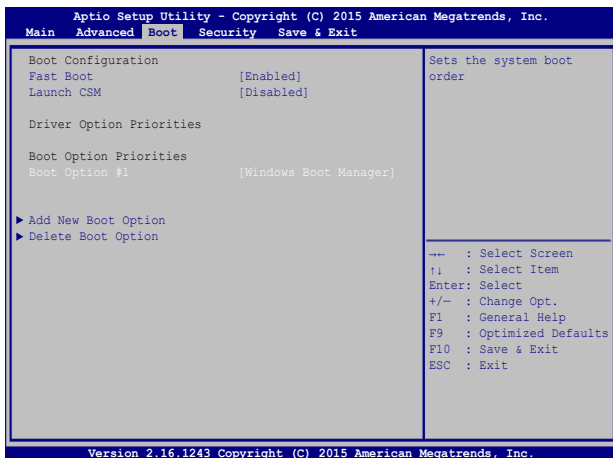 Aptio Setup Utility - Copyright (C) 2015 American Megatrends, Inc.
Main Advanced Boot Security Save & Exit
Boot Configuration
Fast Boot [Enabled]
Launch CSM [Disabled]
Driver Option Priorities
Boot Option Priorities
Boot Option #1 [Windows Boot Manager]
▶ Add New Boot Option
▶ Delete Boot Option
Sets the system boot
order
→← : Select Screen
↑↓ : Select Item
Enter: Select
+/— : Change Opt.
F1 : General Help
F9 : Optimized Defaults
F10 : Save & Exit
ESC : Exit
Version 2.16.1243 Copyright (C) 2015 American Megatrends, Inc.